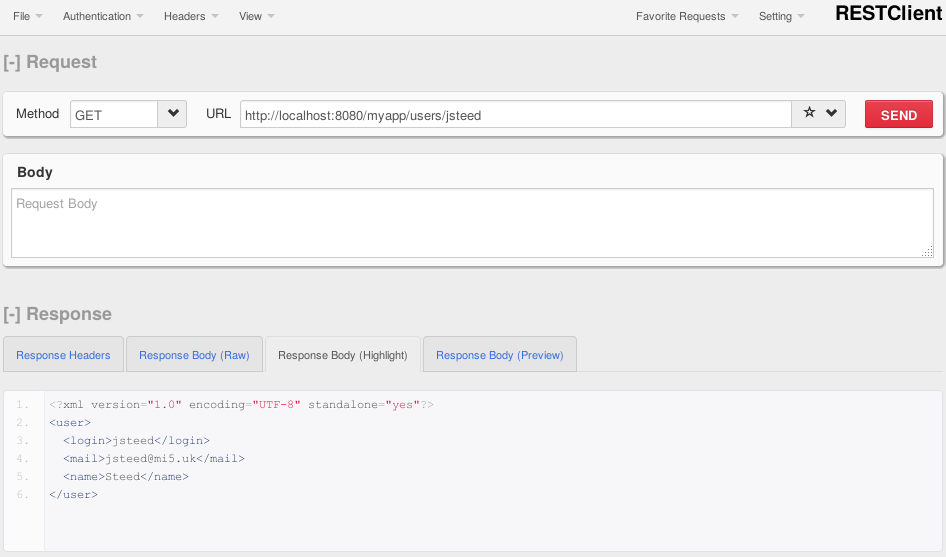 File Authentication Headers View Favorite Requests Setting RESTClient
[-] Request
Method GET URL http://localhost:8080/myapp/users/jsteed SEND
Body
Request Body
[-] Response
Response Headers Response Body (Raw) Response Body (Highlight) Response Body (Preview)
1. <?xml version="1.0" encoding="UTF-8" standalone="yes"?>
2. <user>
3.   <login>jsteed</login>
4.   <mail>jsteed@mi5.uk</mail>
5.   <name>Steed</name>
6. </user>